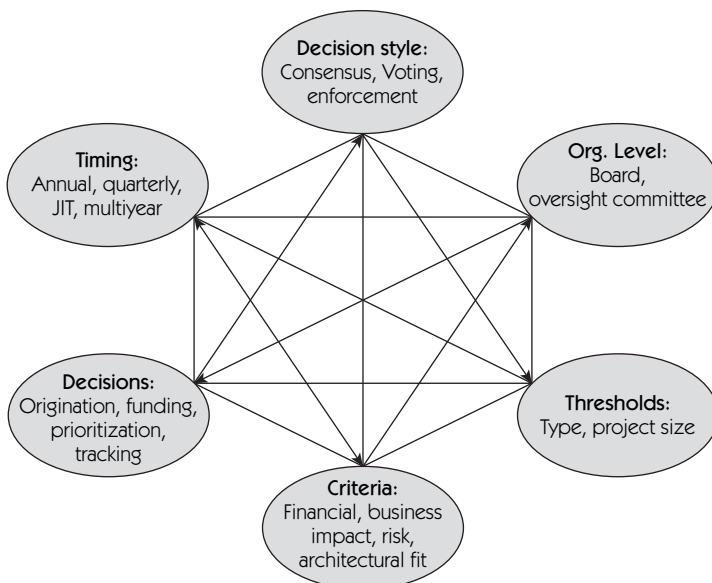 Decision style:
Consensus, Voting,
enforcement
Timing:
Annual, quarterly,
JIT, multiyear
Org. Level:
Board,
oversight committee
Decisions:
Origination, funding,
prioritization,
tracking
Thresholds:
Type, project size
Criteria:
Financial, business
impact, risk,
architectural fit